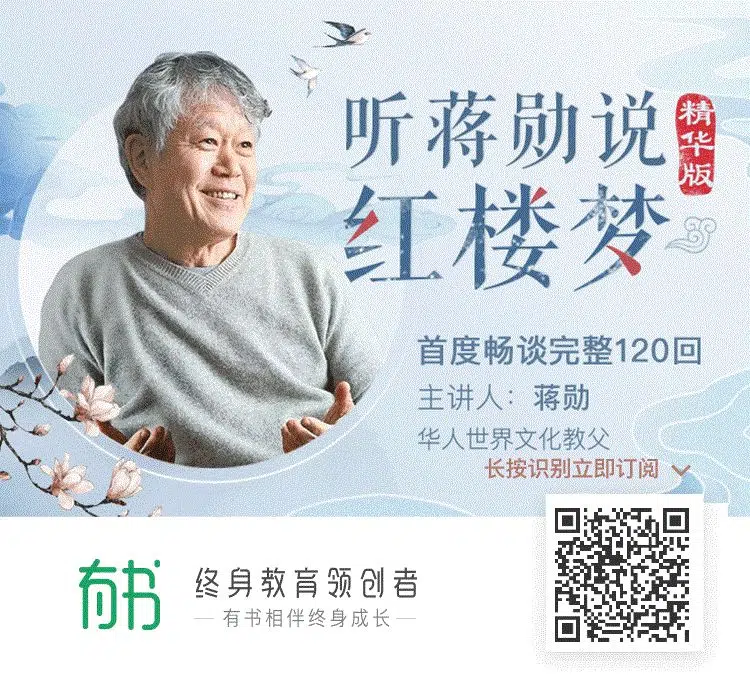 听蒋勋说
精华版
红楼梦
首度畅谈完整120回
主讲人：蒋勋
华人世界文化教父
长按识别立即订阅
有书
终身教育领创者
有书相伴终身成长